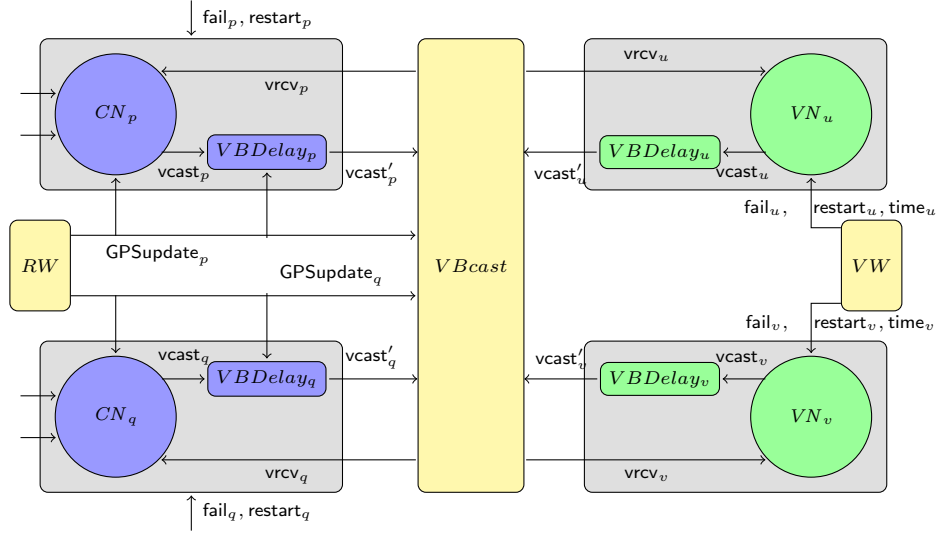 fail_p, restart_p
vrcv_p
vrcv_u
CN_p
VN_u
VBDelay_p
VBDelay_u
vcast_p
vcast'_p
vcast'_u
vcast_u
fail_u, restart_u, time_u
GPSupdate_p
RW
VBcast
VW
GPSupdate_q
fail_v, restart_v, time_v
vcast_q
vcast'_q
vcast'_v
vcast_v
VBDelay_q
VBDelay_v
CN_q
VN_v
vrcv_q
vrcv_v
fail_q, restart_q